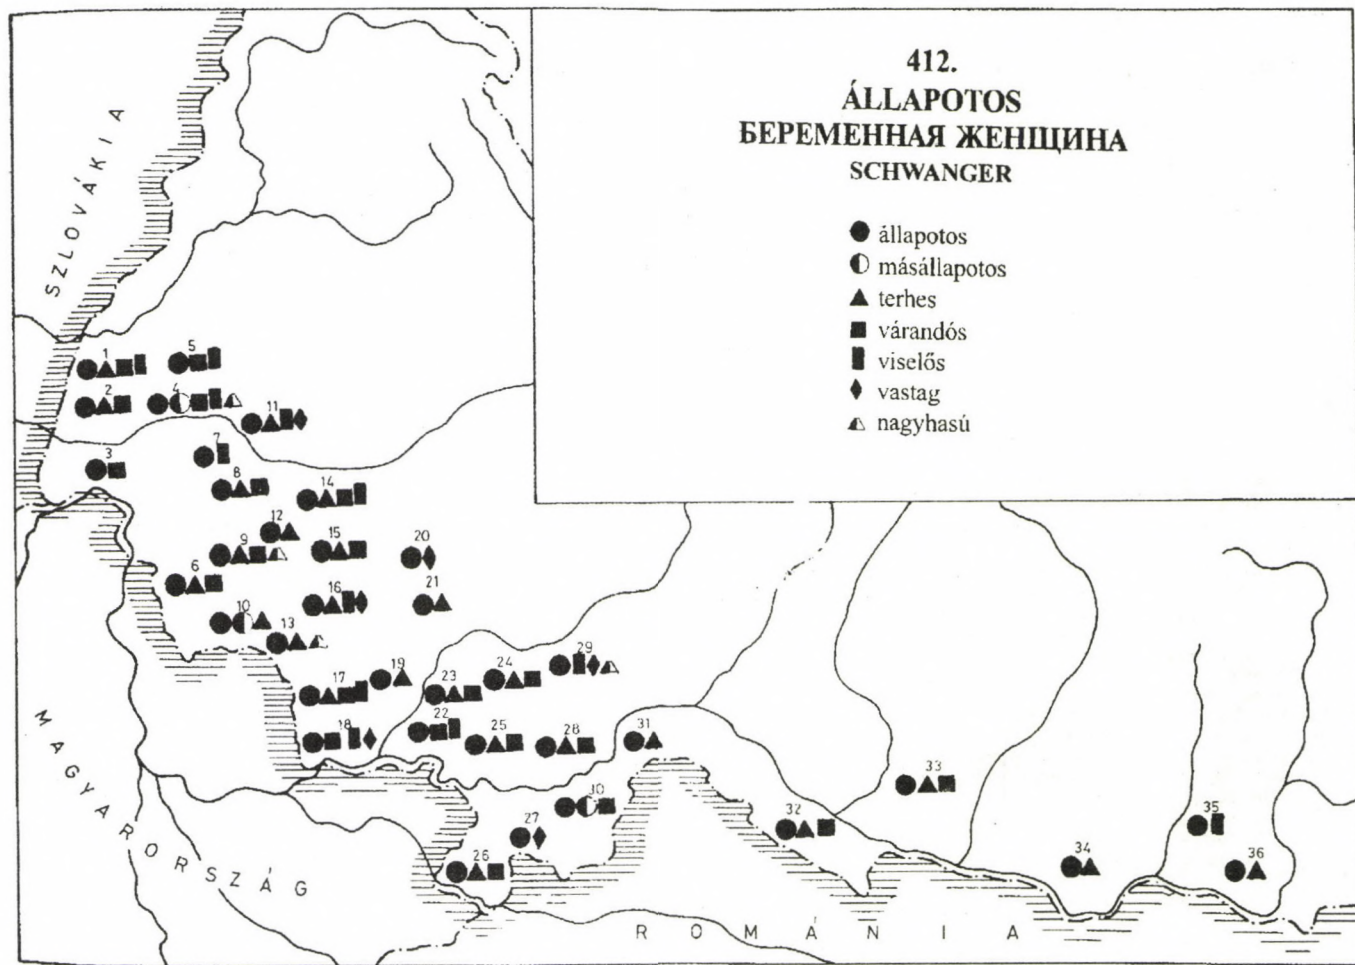 412.
ÁLLAPOTOS
БЕРЕМЕННАЯ ЖЕНЩИНА
SCHWANGER
állapotos
másállapotos
terhes
várandós
viselős
vastag
nagyhasú
SZLOVÁKIA
1
5
2
4
11
3
7
8
14
12
9
15
20
6
16
21
10
13
29
19
24
17
23
18
22
25
28
31
MAGYARORSZÁG
33
30
27
32
35
26
34
36
ROMÁNIA